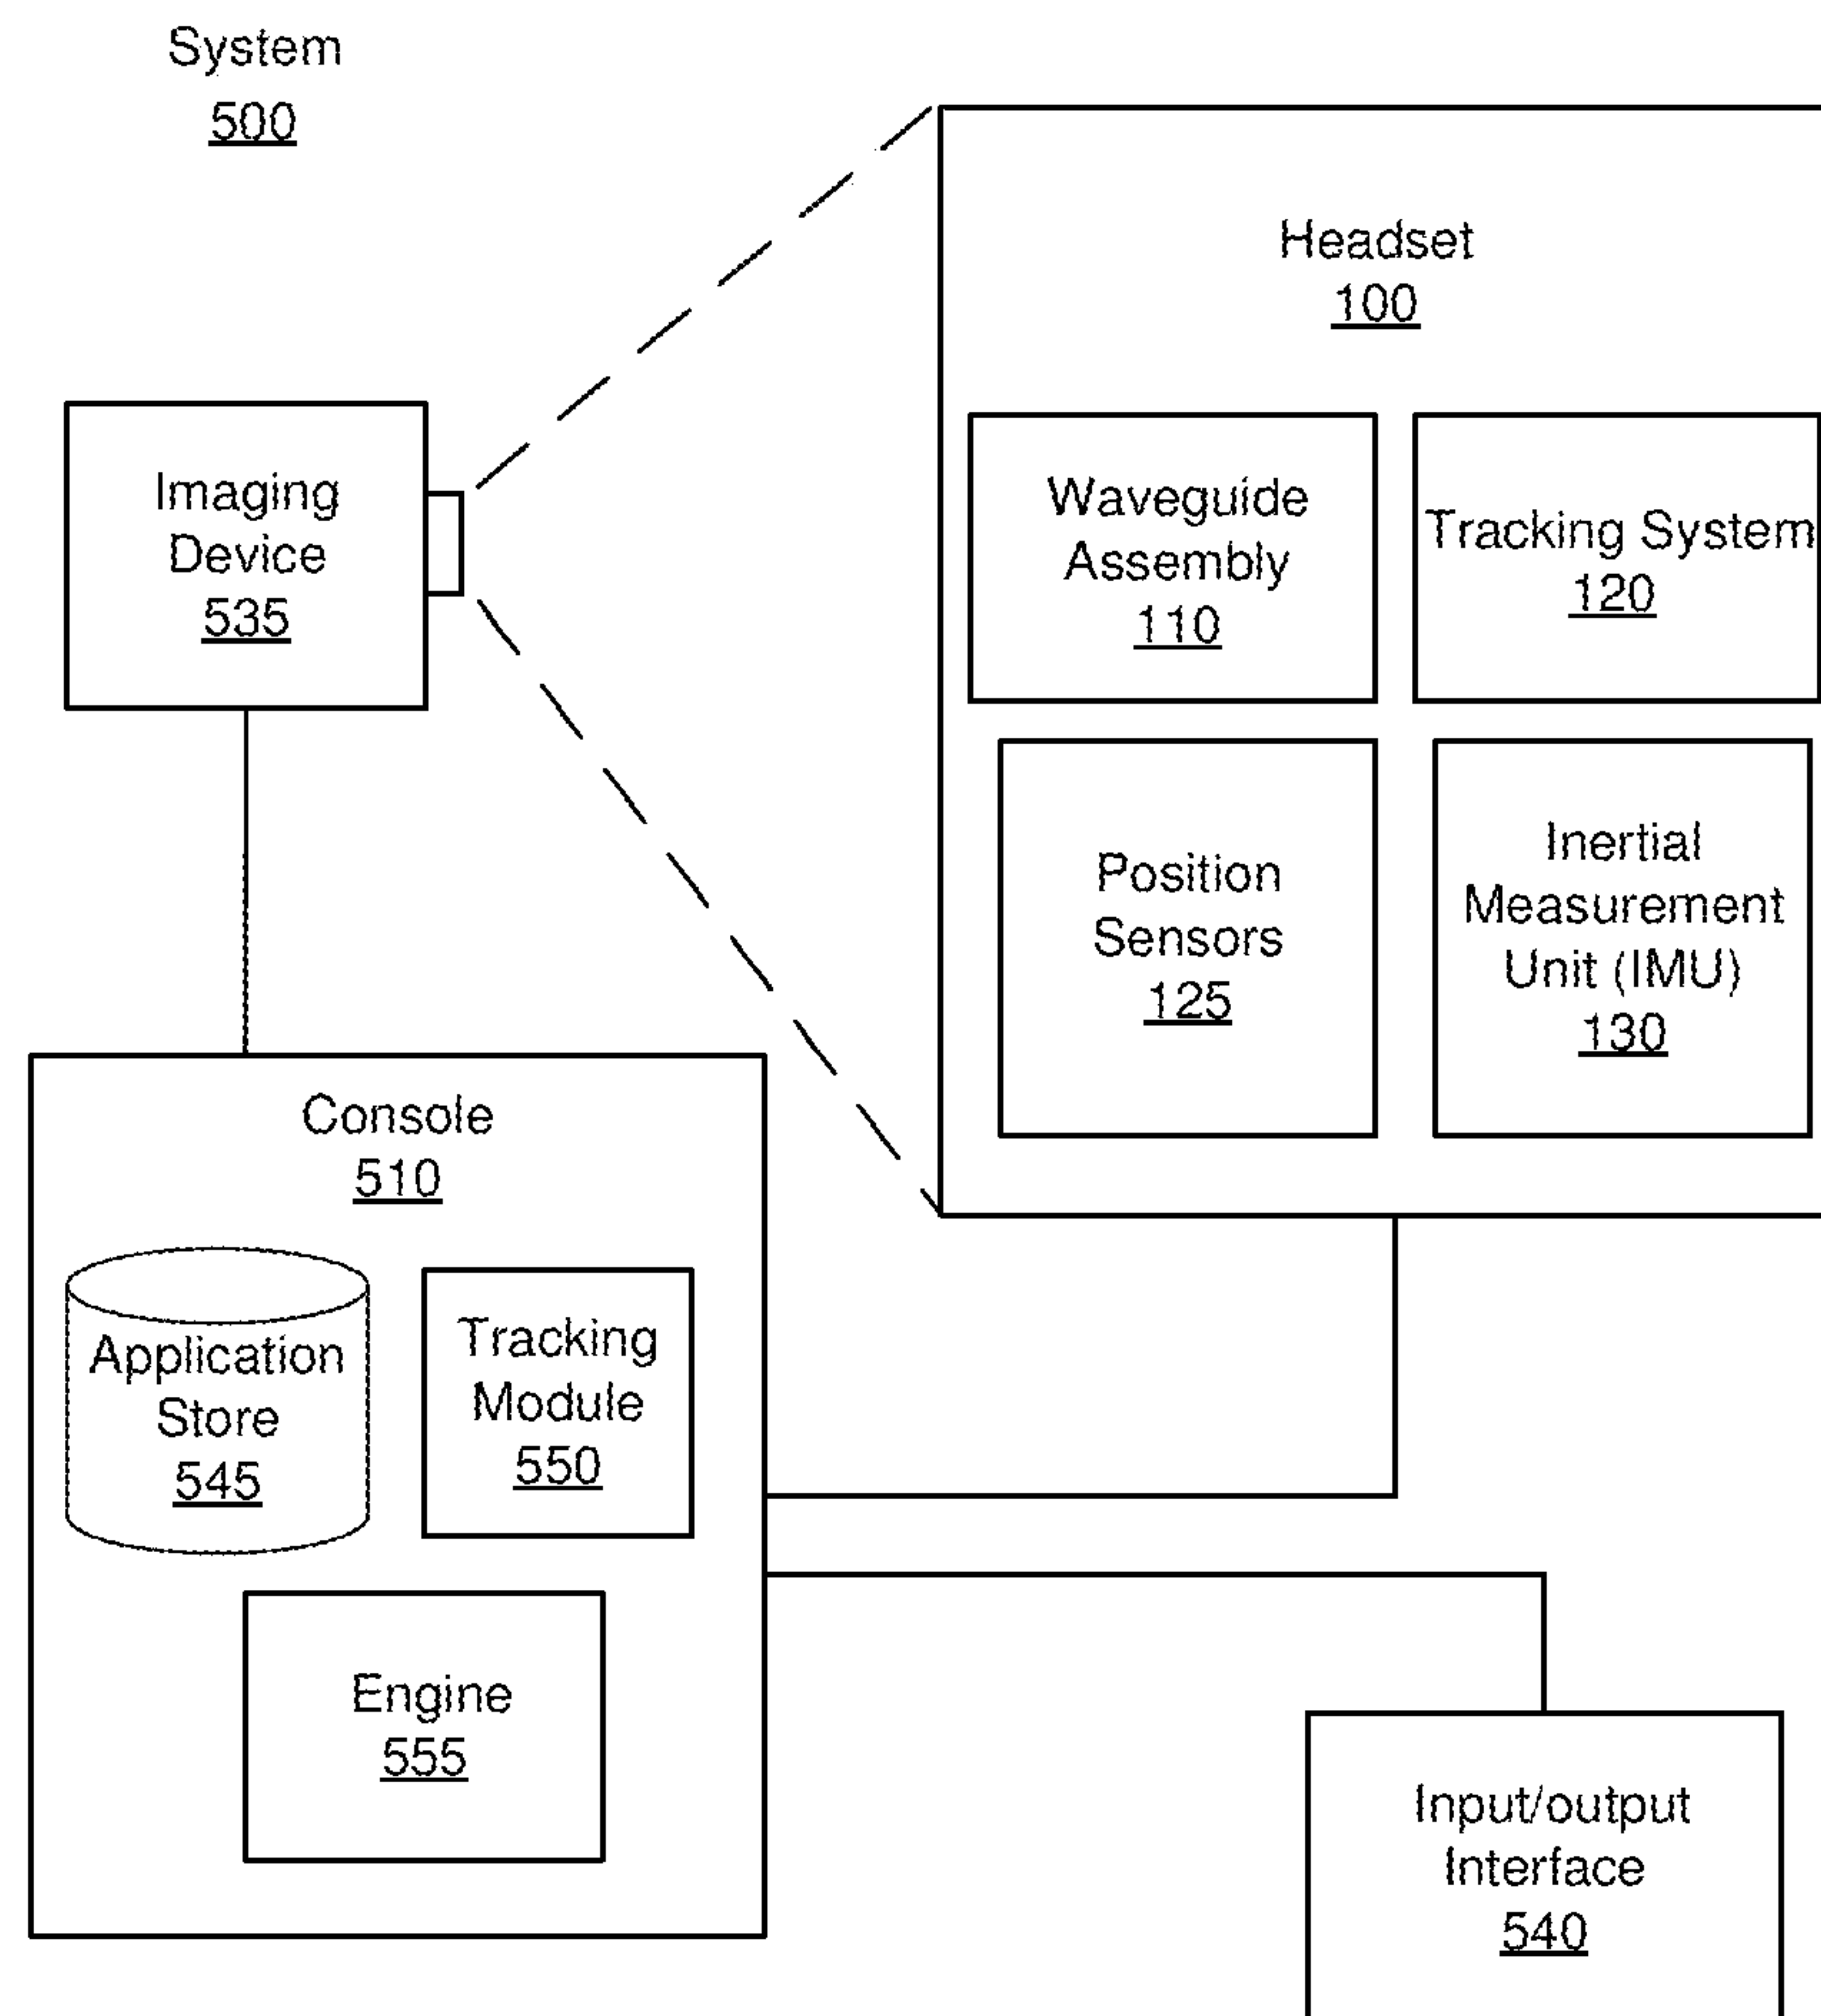 System
500
Headset
100
Imaging
Device
535
Waveguide
Assembly
110
Tracking System
120
Position
Sensors
125
Inertial
Measurement
Unit (IMU)
130
Console
510
Application
Store
545
Tracking
Module
550
Engine
555
Input/output
Interface
540